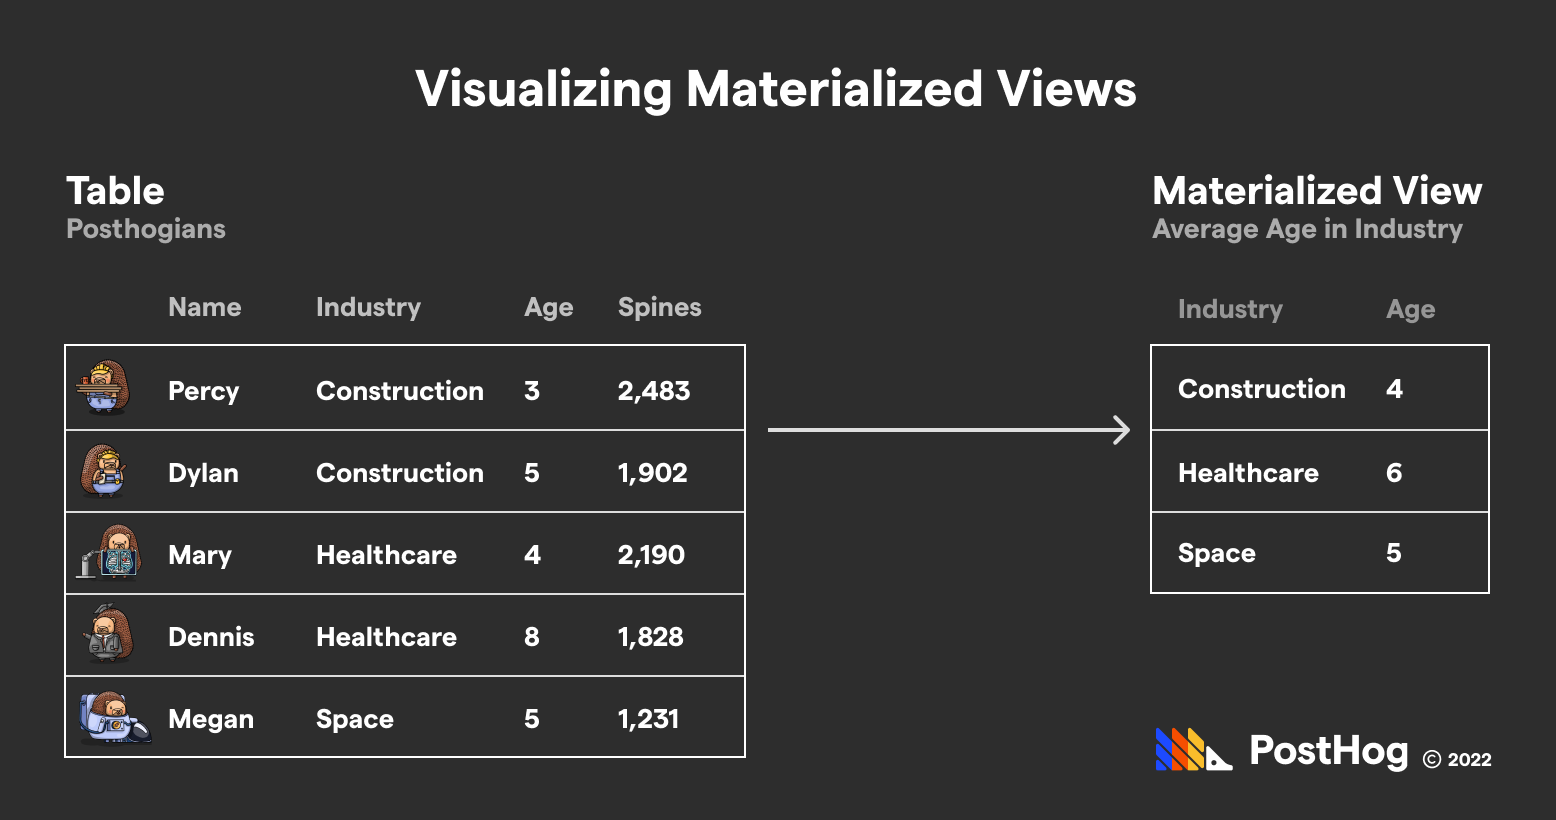 Visualizing Materialized Views
Table
Posthogians
Name Industry Age Spines
Percy Construction 3 2,483
Dylan Construction 5 1,902
Mary Healthcare 4 2,190
Dennis Healthcare 8 1,828
Megan Space 5 1,231
Materialized View
Average Age in Industry
Industry Age
Construction 4
Healthcare 6
Space 5
PostHog © 2022